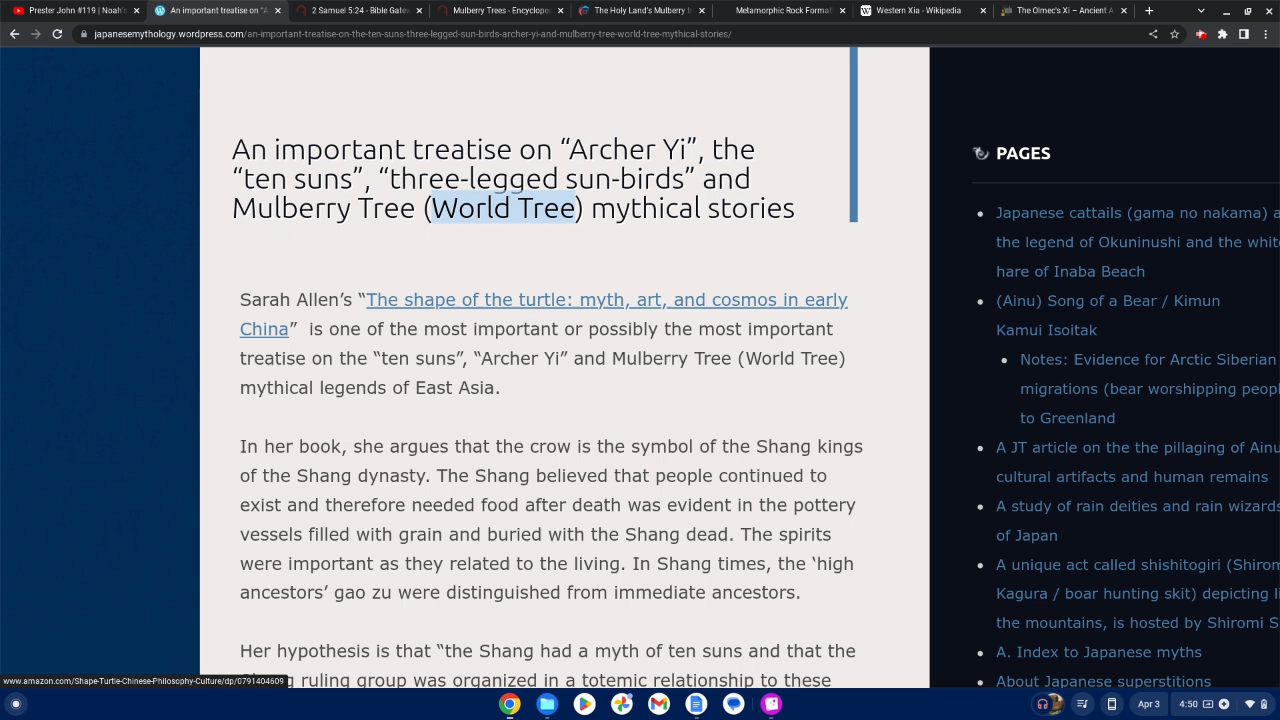 Prester John #119 | Noah's
An important treatise on "A
2 Samuel 5:24 - Bible Gatew
Mulberry Trees - Encyclope
The Holy Land's Mulberry t
Metamorphic Rock Format
Western Xia - Wikipedia
The Olmec's Xi – Ancient A
japanesemythology.wordpress.com/an-important-treatise-on-the-ten-suns-three-legged-sun-birds-archer-yi-and-mulberry-tree-world-tree-mythical-stories/
An important treatise on “Archer Yi”, the
“ten suns”, “three-legged sun-birds” and
Mulberry Tree (World Tree) mythical stories
Sarah Allen’s “The shape of the turtle: myth, art, and cosmos in early
China”  is one of the most important or possibly the most important
treatise on the “ten suns”, “Archer Yi” and Mulberry Tree (World Tree)
mythical legends of East Asia.
In her book, she argues that the crow is the symbol of the Shang kings
of the Shang dynasty. The Shang believed that people continued to
exist and therefore needed food after death was evident in the pottery
vessels filled with grain and buried with the Shang dead. The spirits
were important as they related to the living. In Shang times, the ‘high
ancestors’ gao zu were distinguished from immediate ancestors.
Her hypothesis is that “the Shang had a myth of ten suns and that the
ruling group was organized in a totemic relationship to these
PAGES
Japanese cattails (gama no nakama) a
the legend of Okuninushi and the white
hare of Inaba Beach
(Ainu) Song of a Bear / Kimun
Kamui Isoitak
Notes: Evidence for Arctic Siberian
migrations (bear worshipping peopl
to Greenland
A JT article on the the pillaging of Ainu
cultural artifacts and human remains
A study of rain deities and rain wizards
of Japan
A unique act called shishitogiri (Shirom
Kagura / boar hunting skit) depicting li
the mountains, is hosted by Shiromi S
A. Index to Japanese myths
About Japanese superstitions
www.amazon.com/Shape-Turtle-Chinese-Philosophy-Culture/dp/0791404609
Apr 3
4:50